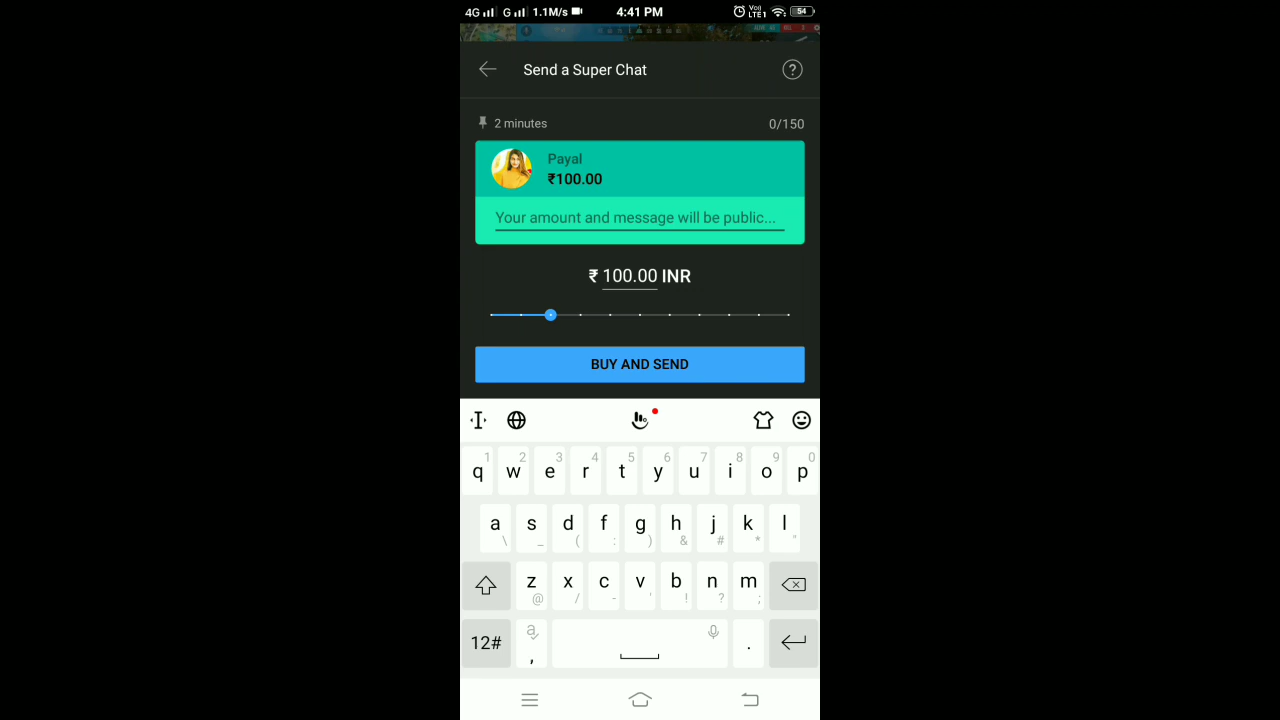 4G G 1.1M/s 4:41 PM Voj) LTE1 54
Send a Super Chat ?
2 minutes 0/150
Payal
₹100.00
Your amount and message will be public...
₹ 100.00 INR
BUY AND SEND
1 2 3 4 5 6 7 8 9 0
q w e r t y u i o p
a s d f g h j k l
\ _ ( : ) & # * "
z x c v b n m
@ / - ' ! ? ;
12# a , .